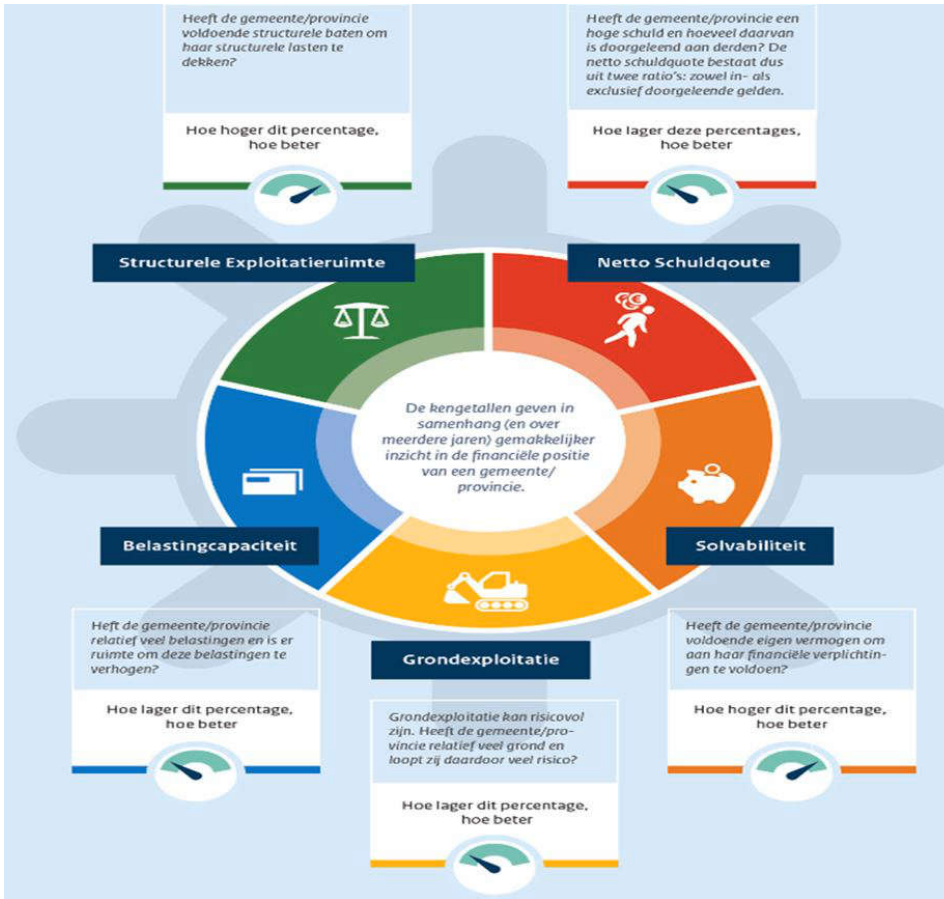 Heeft de gemeente/provincie
voldoende structurele baten om
haar structurele lasten te
dekken?
Hoe hoger dit percentage,
hoe beter
Heeft de gemeente/provincie een
hoge schuld en hoeveel daarvan
is doorgeleend aan derden? De
netto schuldquote bestaat dus
uit twee ratio's: zowel in- als
exclusief doorgeleende gelden.
Hoe lager deze percentages,
hoe beter
Structurele Exploitatieruimte
Netto Schuldqoute
De kengetallen geven in
samenhang (en over
meerdere jaren) gemakkelijker
inzicht in de financiële positie
van een gemeente/
provincie.
Belastingcapaciteit
Solvabiliteit
Grondexploitatie
Heft de gemeente/provincie
relatief veel belastingen en is er
ruimte om deze belastingen te
verhogen?
Hoe lager dit percentage,
hoe beter
Grondexploitatie kan risicovol
zijn. Heeft de gemeente/pro-
vincie relatief veel grond en
loopt zij daardoor veel risico?
Hoe lager dit percentage,
hoe beter
Heeft de gemeente/provincie
voldoende eigen vermogen om
aan haar financiële verplichtin-
gen te voldoen?
Hoe hoger dit percentage,
hoe beter